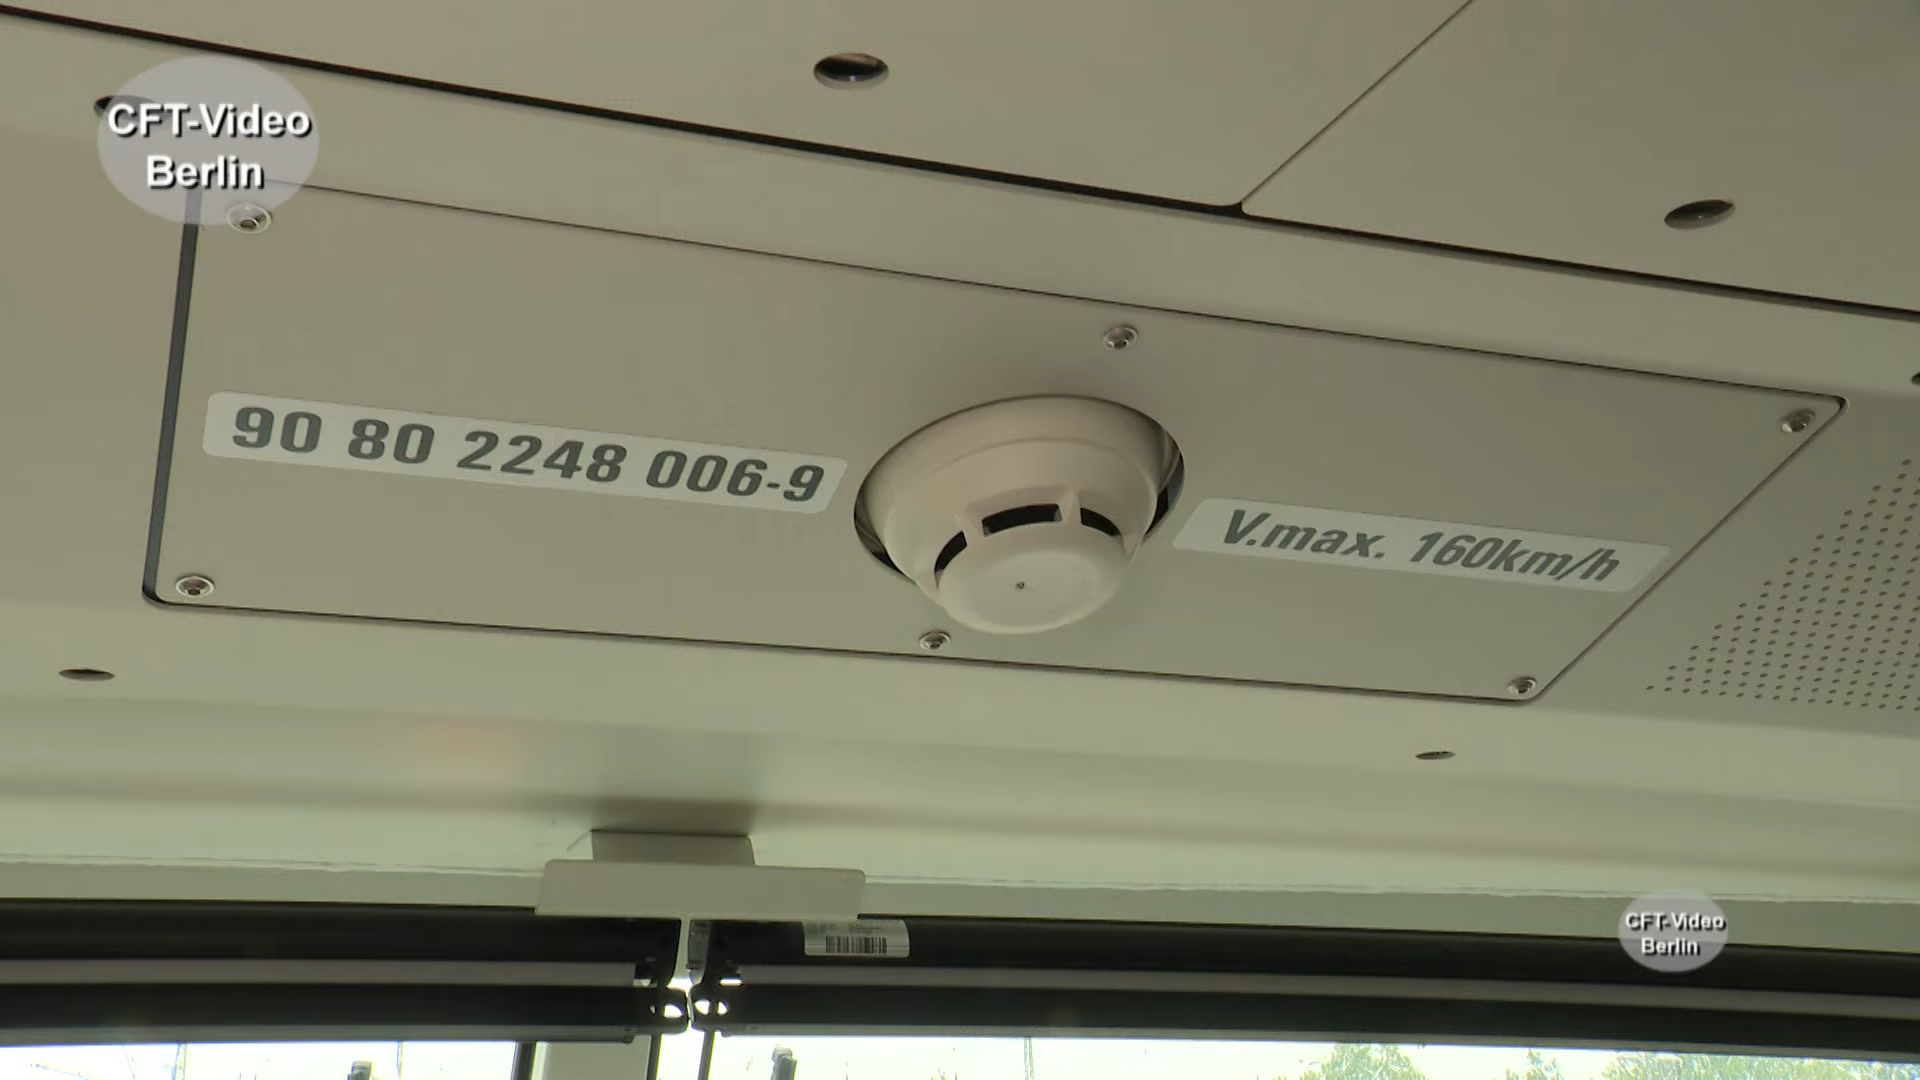 CFT-Video
Berlin
90 80 2248 006-9
V.max. 160km/h
CFT-Video
Berlin